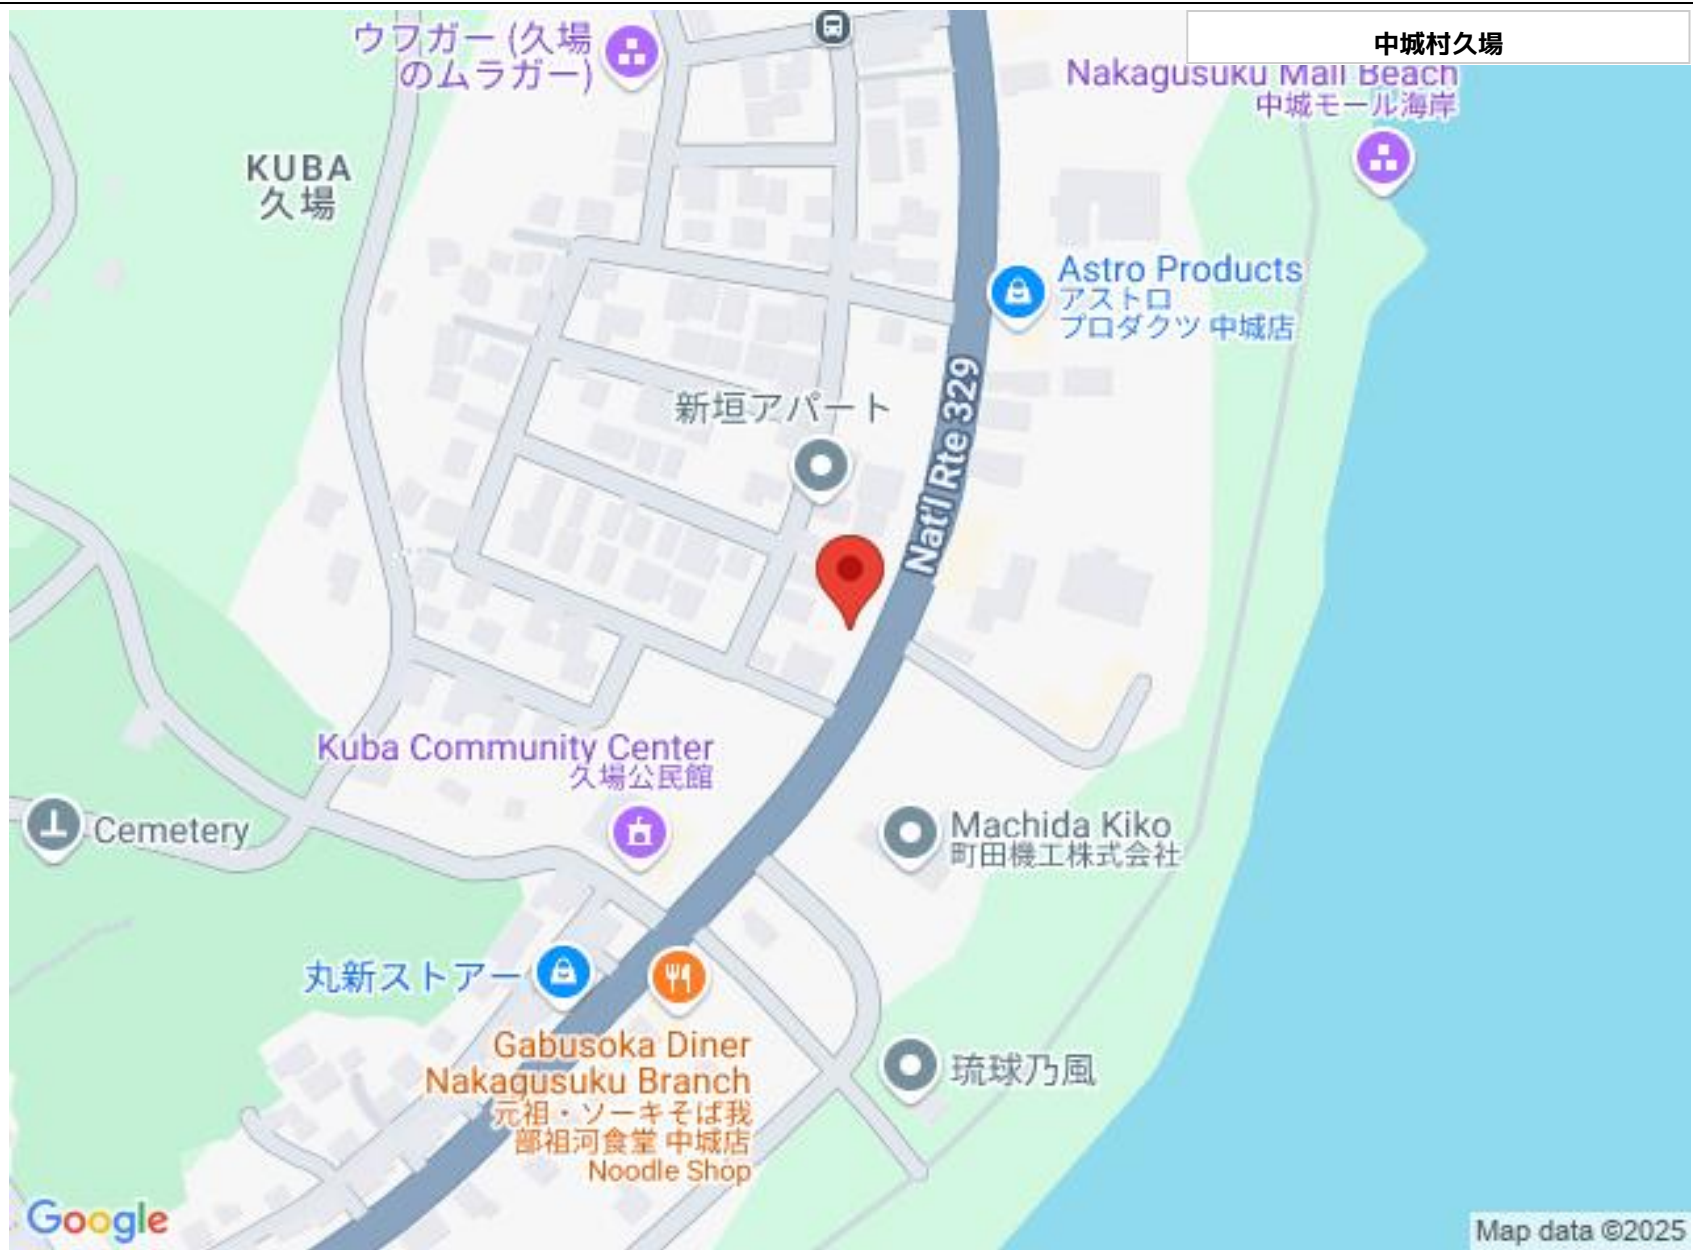 中城村久場
ウフガー (久場
のムラガー)
Nakagusuku Mall Beach
中城モール海岸
KUBA
久場
Astro Products
アストロ
プロダクツ 中城店
新垣アパート
Nat'l Rte 329
Kuba Community Center
久場公民館
Cemetery
Machida Kiko
町田機工株式会社
丸新ストアー
Gabusoka Diner
Nakagusuku Branch
元祖・ソーキそば我
部祖河食堂 中城店
Noodle Shop
琉球乃風
Google
Map data ©2025